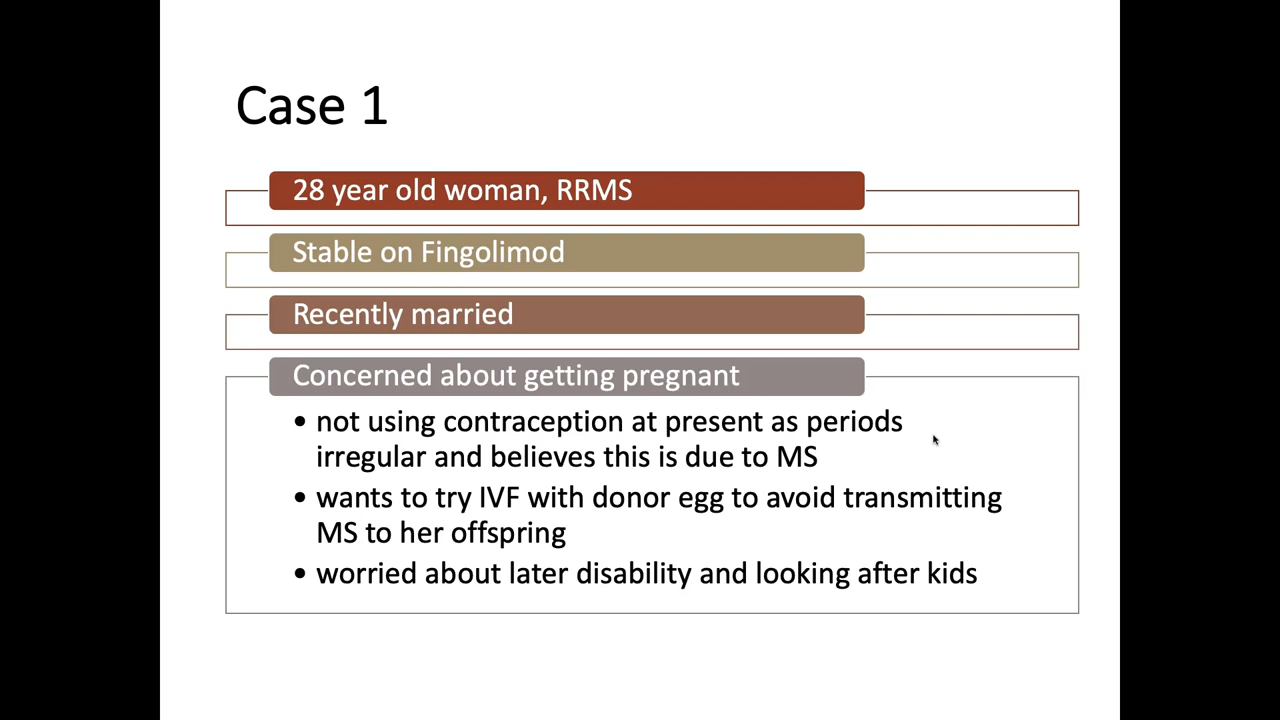 Case 1
28 year old woman, RRMS
Stable on Fingolimod
Recently married
Concerned about getting pregnant
• not using contraception at present as periods
irregular and believes this is due to MS
• wants to try IVF with donor egg to avoid transmitting
MS to her offspring
• worried about later disability and looking after kids